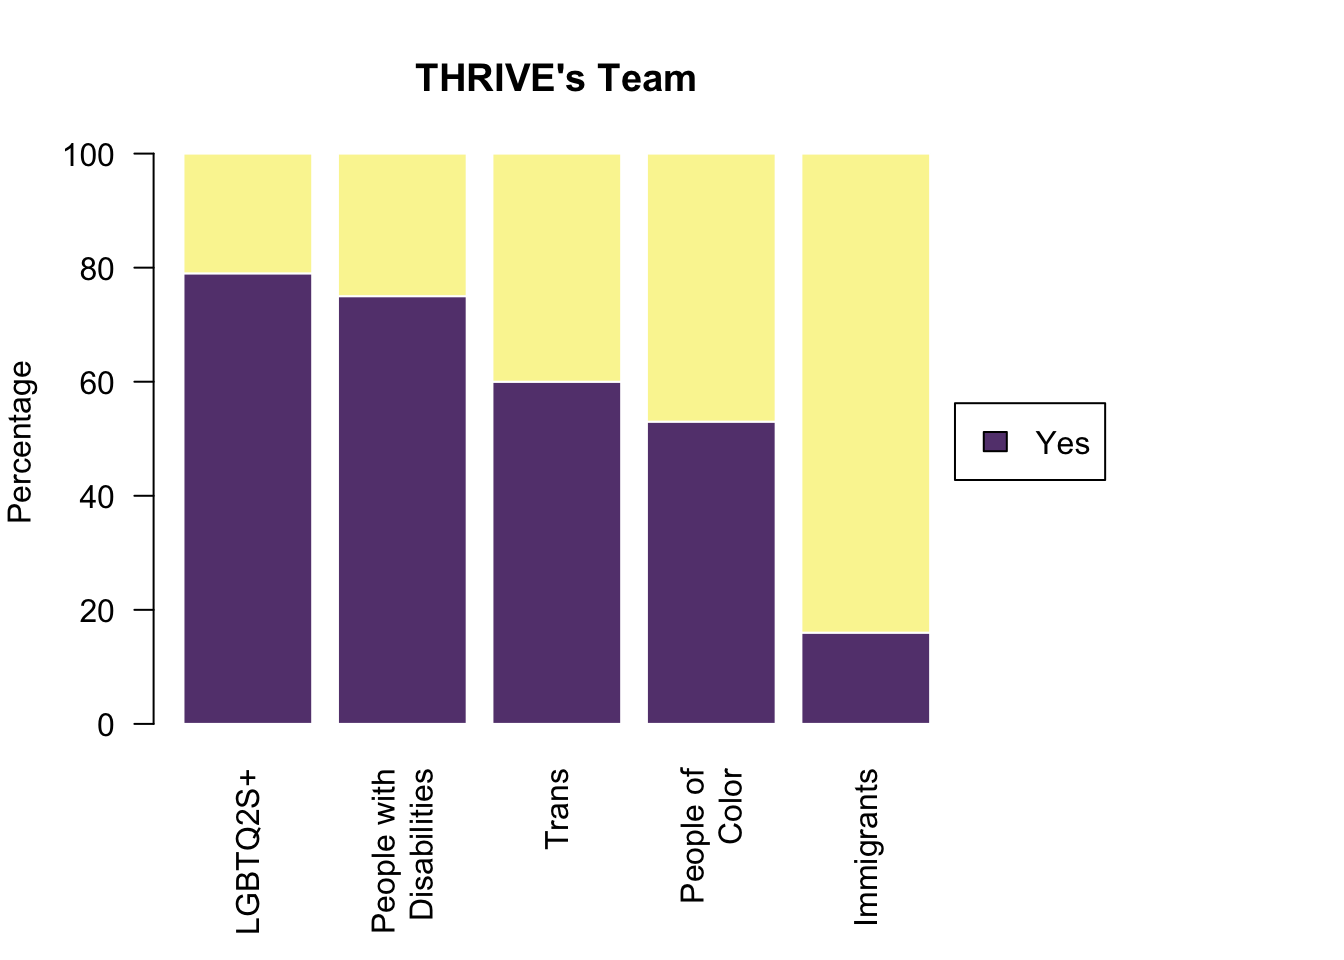 THRIVE's Team
Percentage
100
80
60
40
20
0
LGBTQ2S+
People with
Disabilities
Trans
People of
Color
Immigrants
Yes